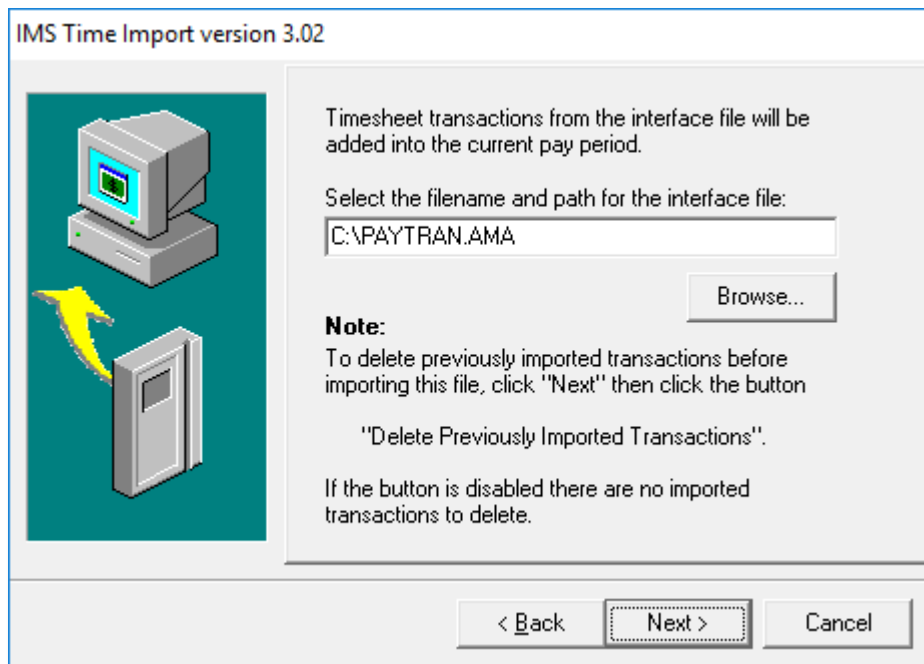 IMS Time Import version 3.02
Timesheet transactions from the interface file will be
added into the current pay period.
Select the filename and path for the interface file:
C:\PAYTRAN.AMA
Browse...
Note:
To delete previously imported transactions before
importing this file, click "Next" then click the button
"Delete Previously Imported Transactions".
If the button is disabled there are no imported
transactions to delete.
< Back
Next >
Cancel